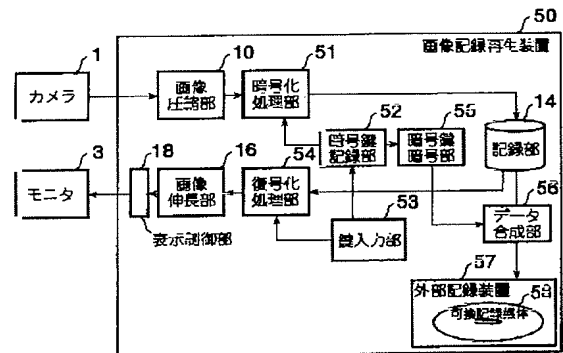 50
画像記録再生装置
1
カメラ
10
画像
圧縮部
51
暗号化
処理部
52
暗号鍵
記録部
55
暗号鍵
暗号部
14
記録部
3
モニタ
18
表示制御部
16
画像
伸長部
54
復号化
処理部
53
鍵入力部
56
データ
合成部
57
外部記録装置
58
可換記録媒体